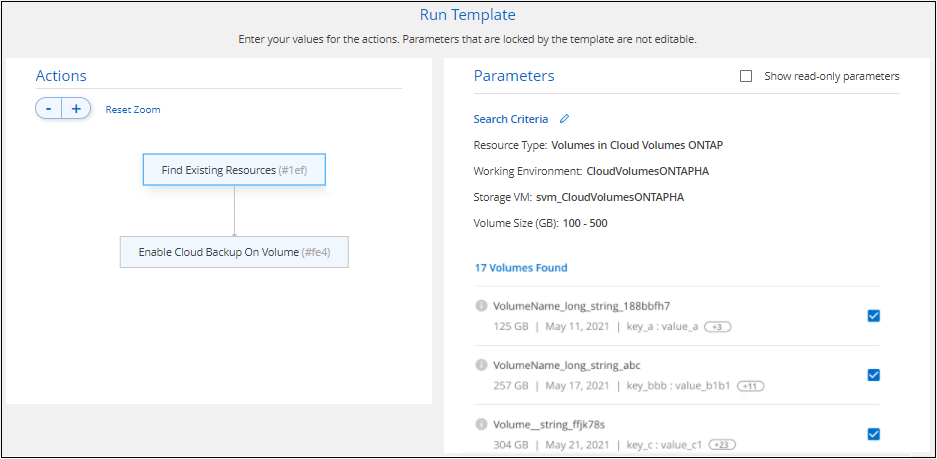 Run Template
Enter your values for the actions. Parameters that are locked by the template are not editable.
Actions
- +
Reset Zoom
Find Existing Resources (#1ef)
Enable Cloud Backup On Volume (#fe4)
Parameters
Show read-only parameters
Search Criteria
Resource Type: Volumes in Cloud Volumes ONTAP
Working Environment: CloudVolumesONTAPHA
Storage VM: svm_CloudVolumesONTAPHA
Volume Size (GB): 100 - 500
17 Volumes Found
VolumeName_long_string_188bbfh7
125 GB | May 11, 2021 | key_a : value_a +3
VolumeName_long_string_abc
257 GB | May 17, 2021 | key_bbb : value_b1b1 +11
Volume__string_ffjk78s
304 GB | May 21, 2021 | key_c : value_c1 +23